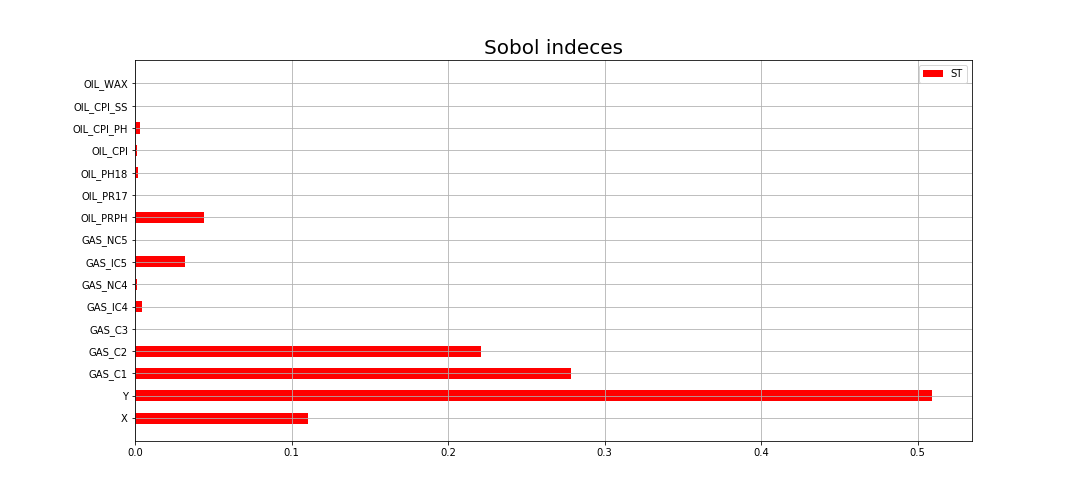 Sobol indeces
ST
OIL_WAX
OIL_CPI_SS
OIL_CPI_PH
OIL_CPI
OIL_PH18
OIL_PR17
OIL_PRPH
GAS_NC5
GAS_IC5
GAS_NC4
GAS_IC4
GAS_C3
GAS_C2
GAS_C1
Y
X
0.0 0.1 0.2 0.3 0.4 0.5